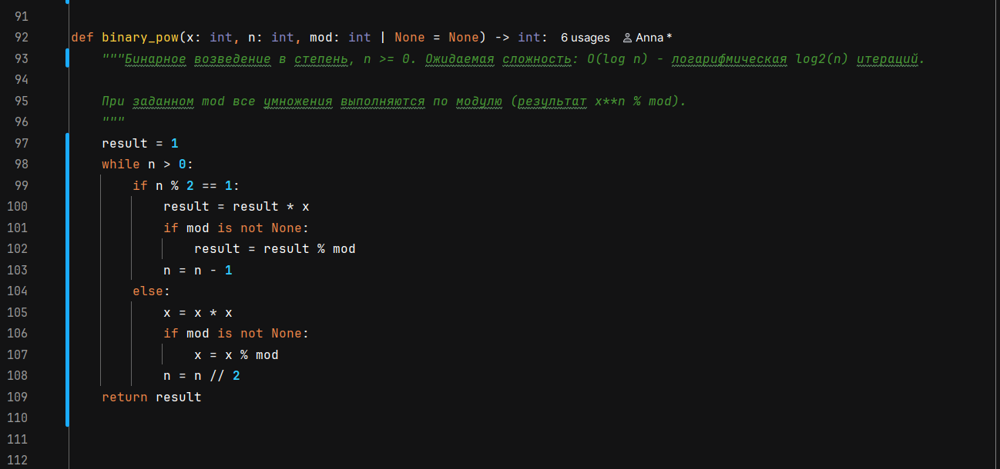 91
92 def binary_pow(x: int, n: int, mod: int | None = None) -> int: 6 usages Anna *
93 """Бинарное возведение в степень, n >= 0. Ожидаемая сложность: O(log n) - логарифмическая log2(n) итераций.
94
95 При заданном mod все умножения выполняются по модулю (результат x**n % mod).
96 """
97 result = 1
98 while n > 0:
99 if n % 2 == 1:
100 result = result * x
101 if mod is not None:
102 result = result % mod
103 n = n - 1
104 else:
105 x = x * x
106 if mod is not None:
107 x = x % mod
108 n = n // 2
109 return result
110
111
112